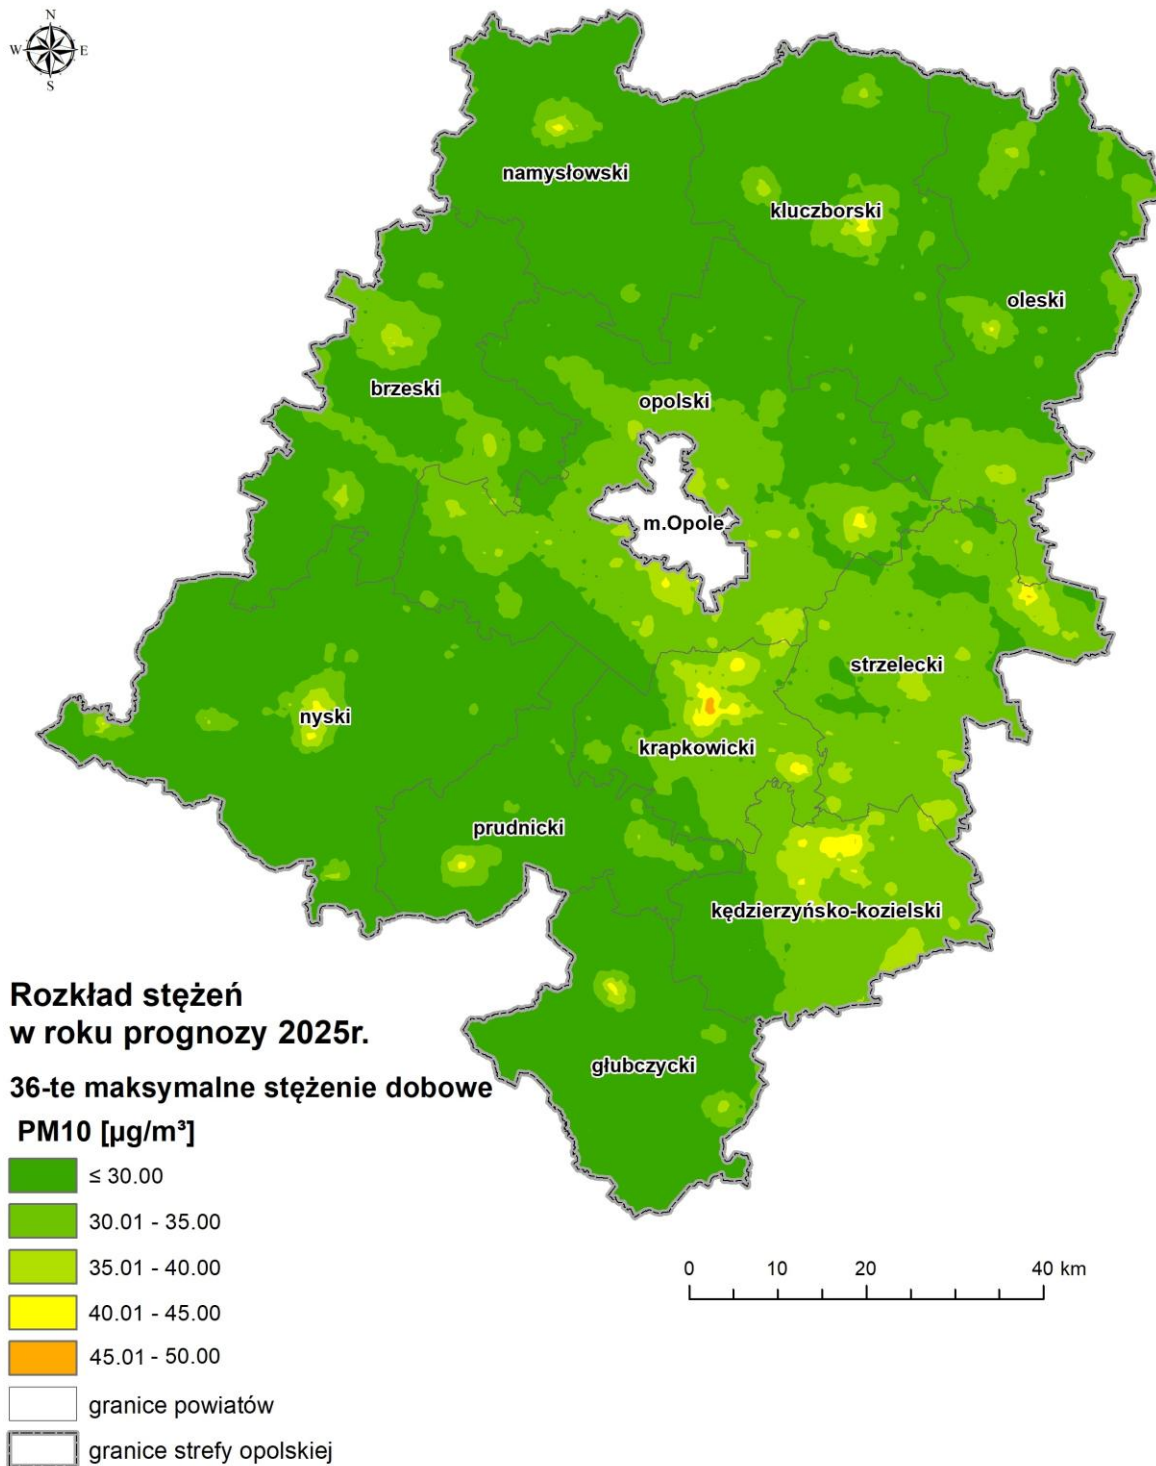 N
W E
S
namysłowski
kluczborski
oleski
brzeski
opolski
m.Opole
strzelecki
nyski
krapkowicki
prudnicki
kędzierzyńsko-kozielski
głubczycki
Rozkład stężeń
w roku prognozy 2025r.
36-te maksymalne stężenie dobowe
PM10 [µg/m³]
≤ 30.00
30.01 - 35.00
35.01 - 40.00
40.01 - 45.00
45.01 - 50.00
granice powiatów
granice strefy opolskiej
0 10 20 40 km